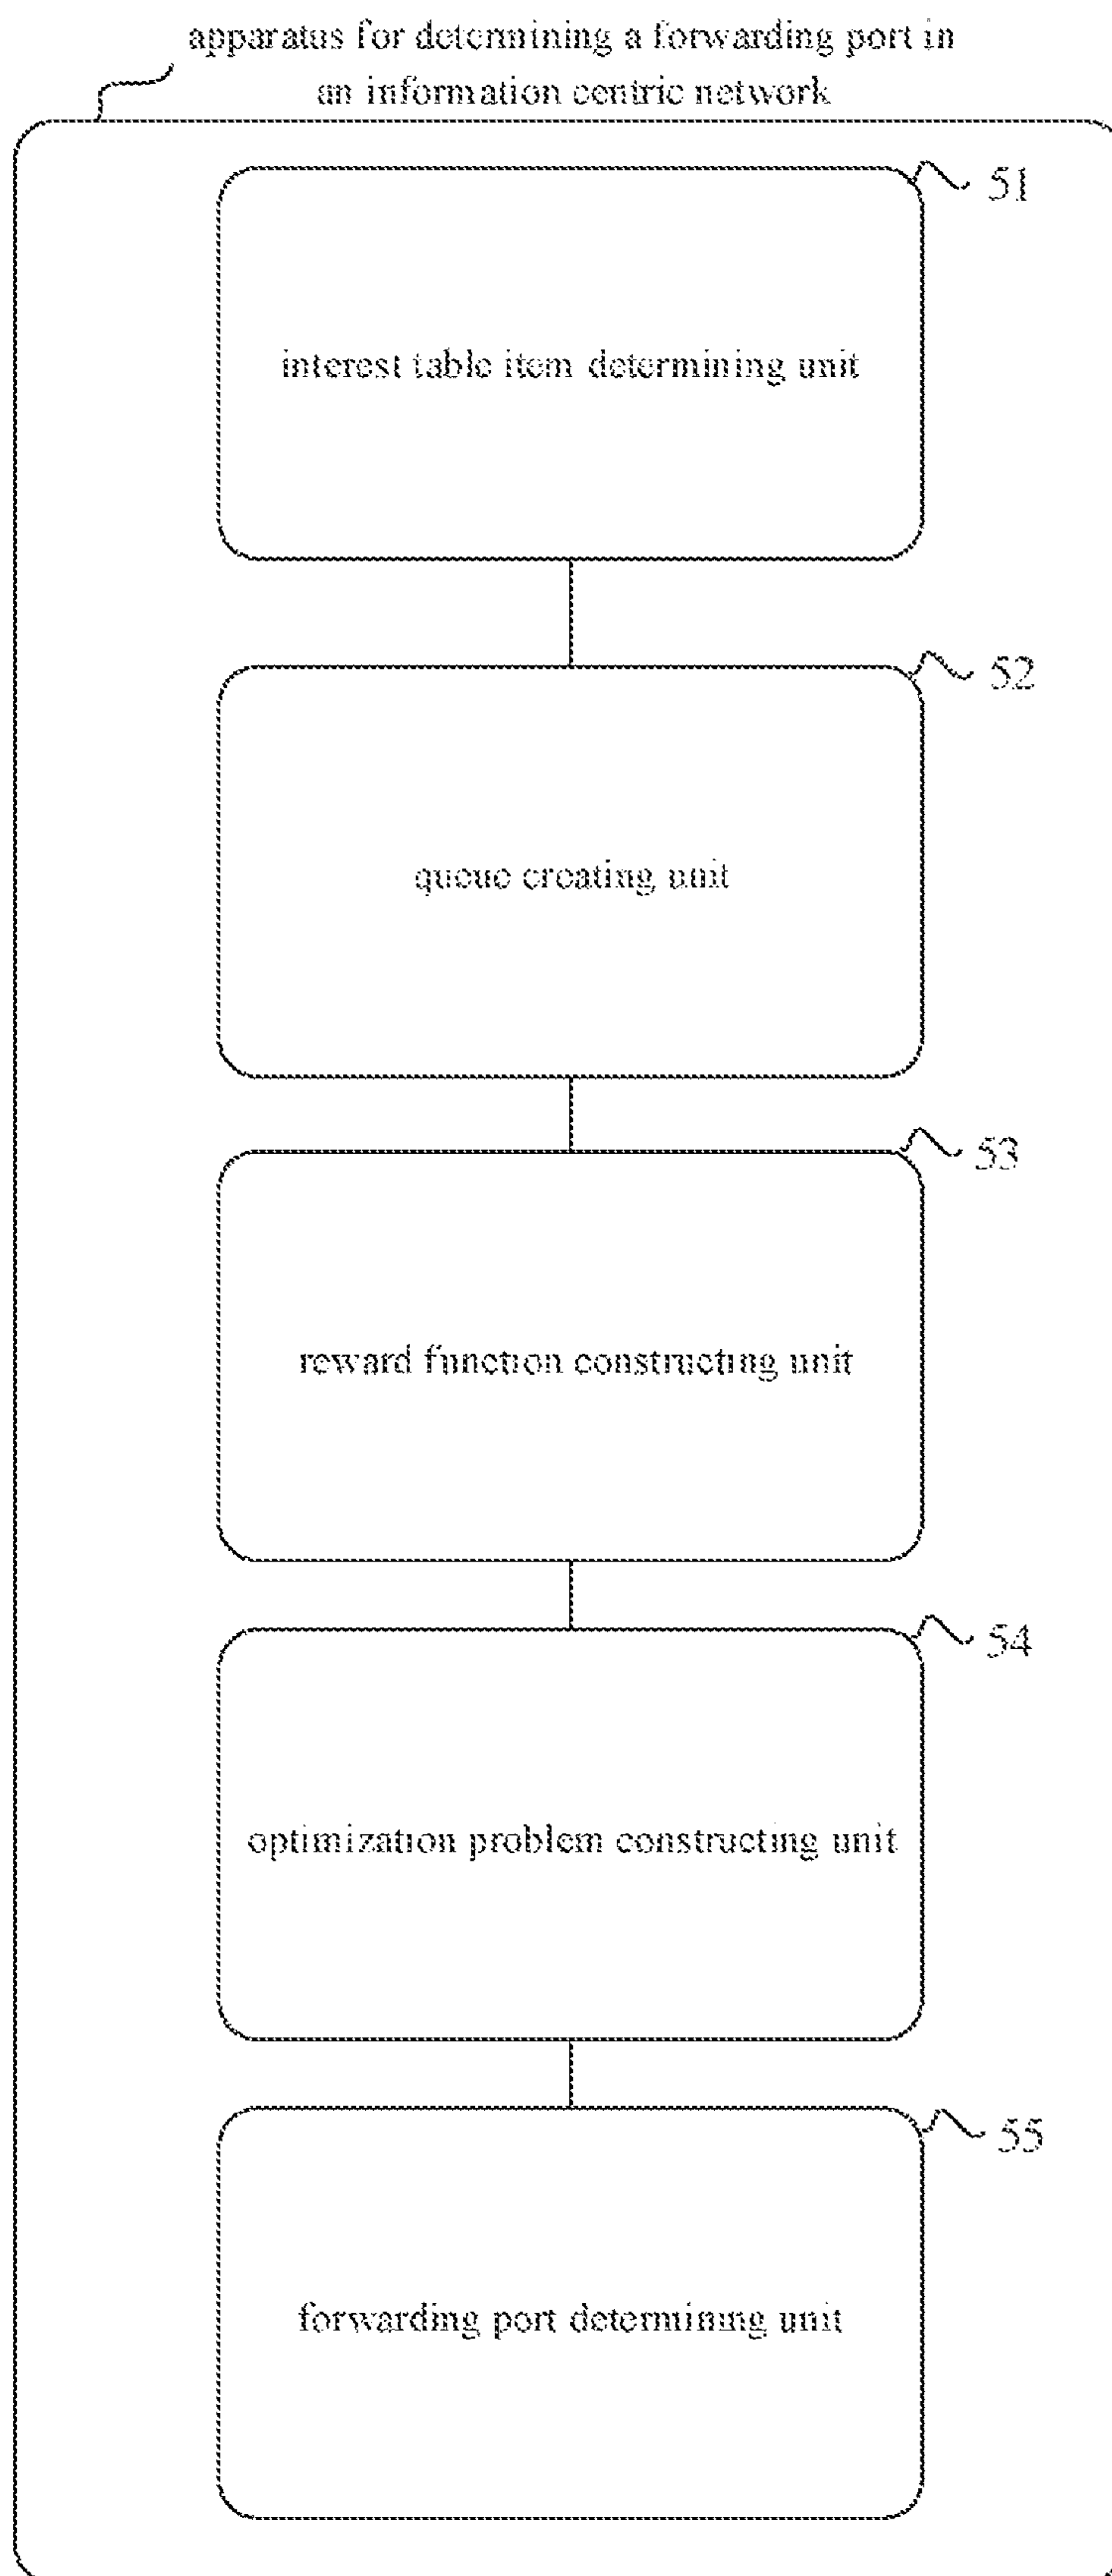 apparatus for determining a forwarding port in
an information centric network
51
interest table item determining unit
52
queue creating unit
53
reward function constructing unit
54
optimization problem constructing unit
55
forwarding port determining unit